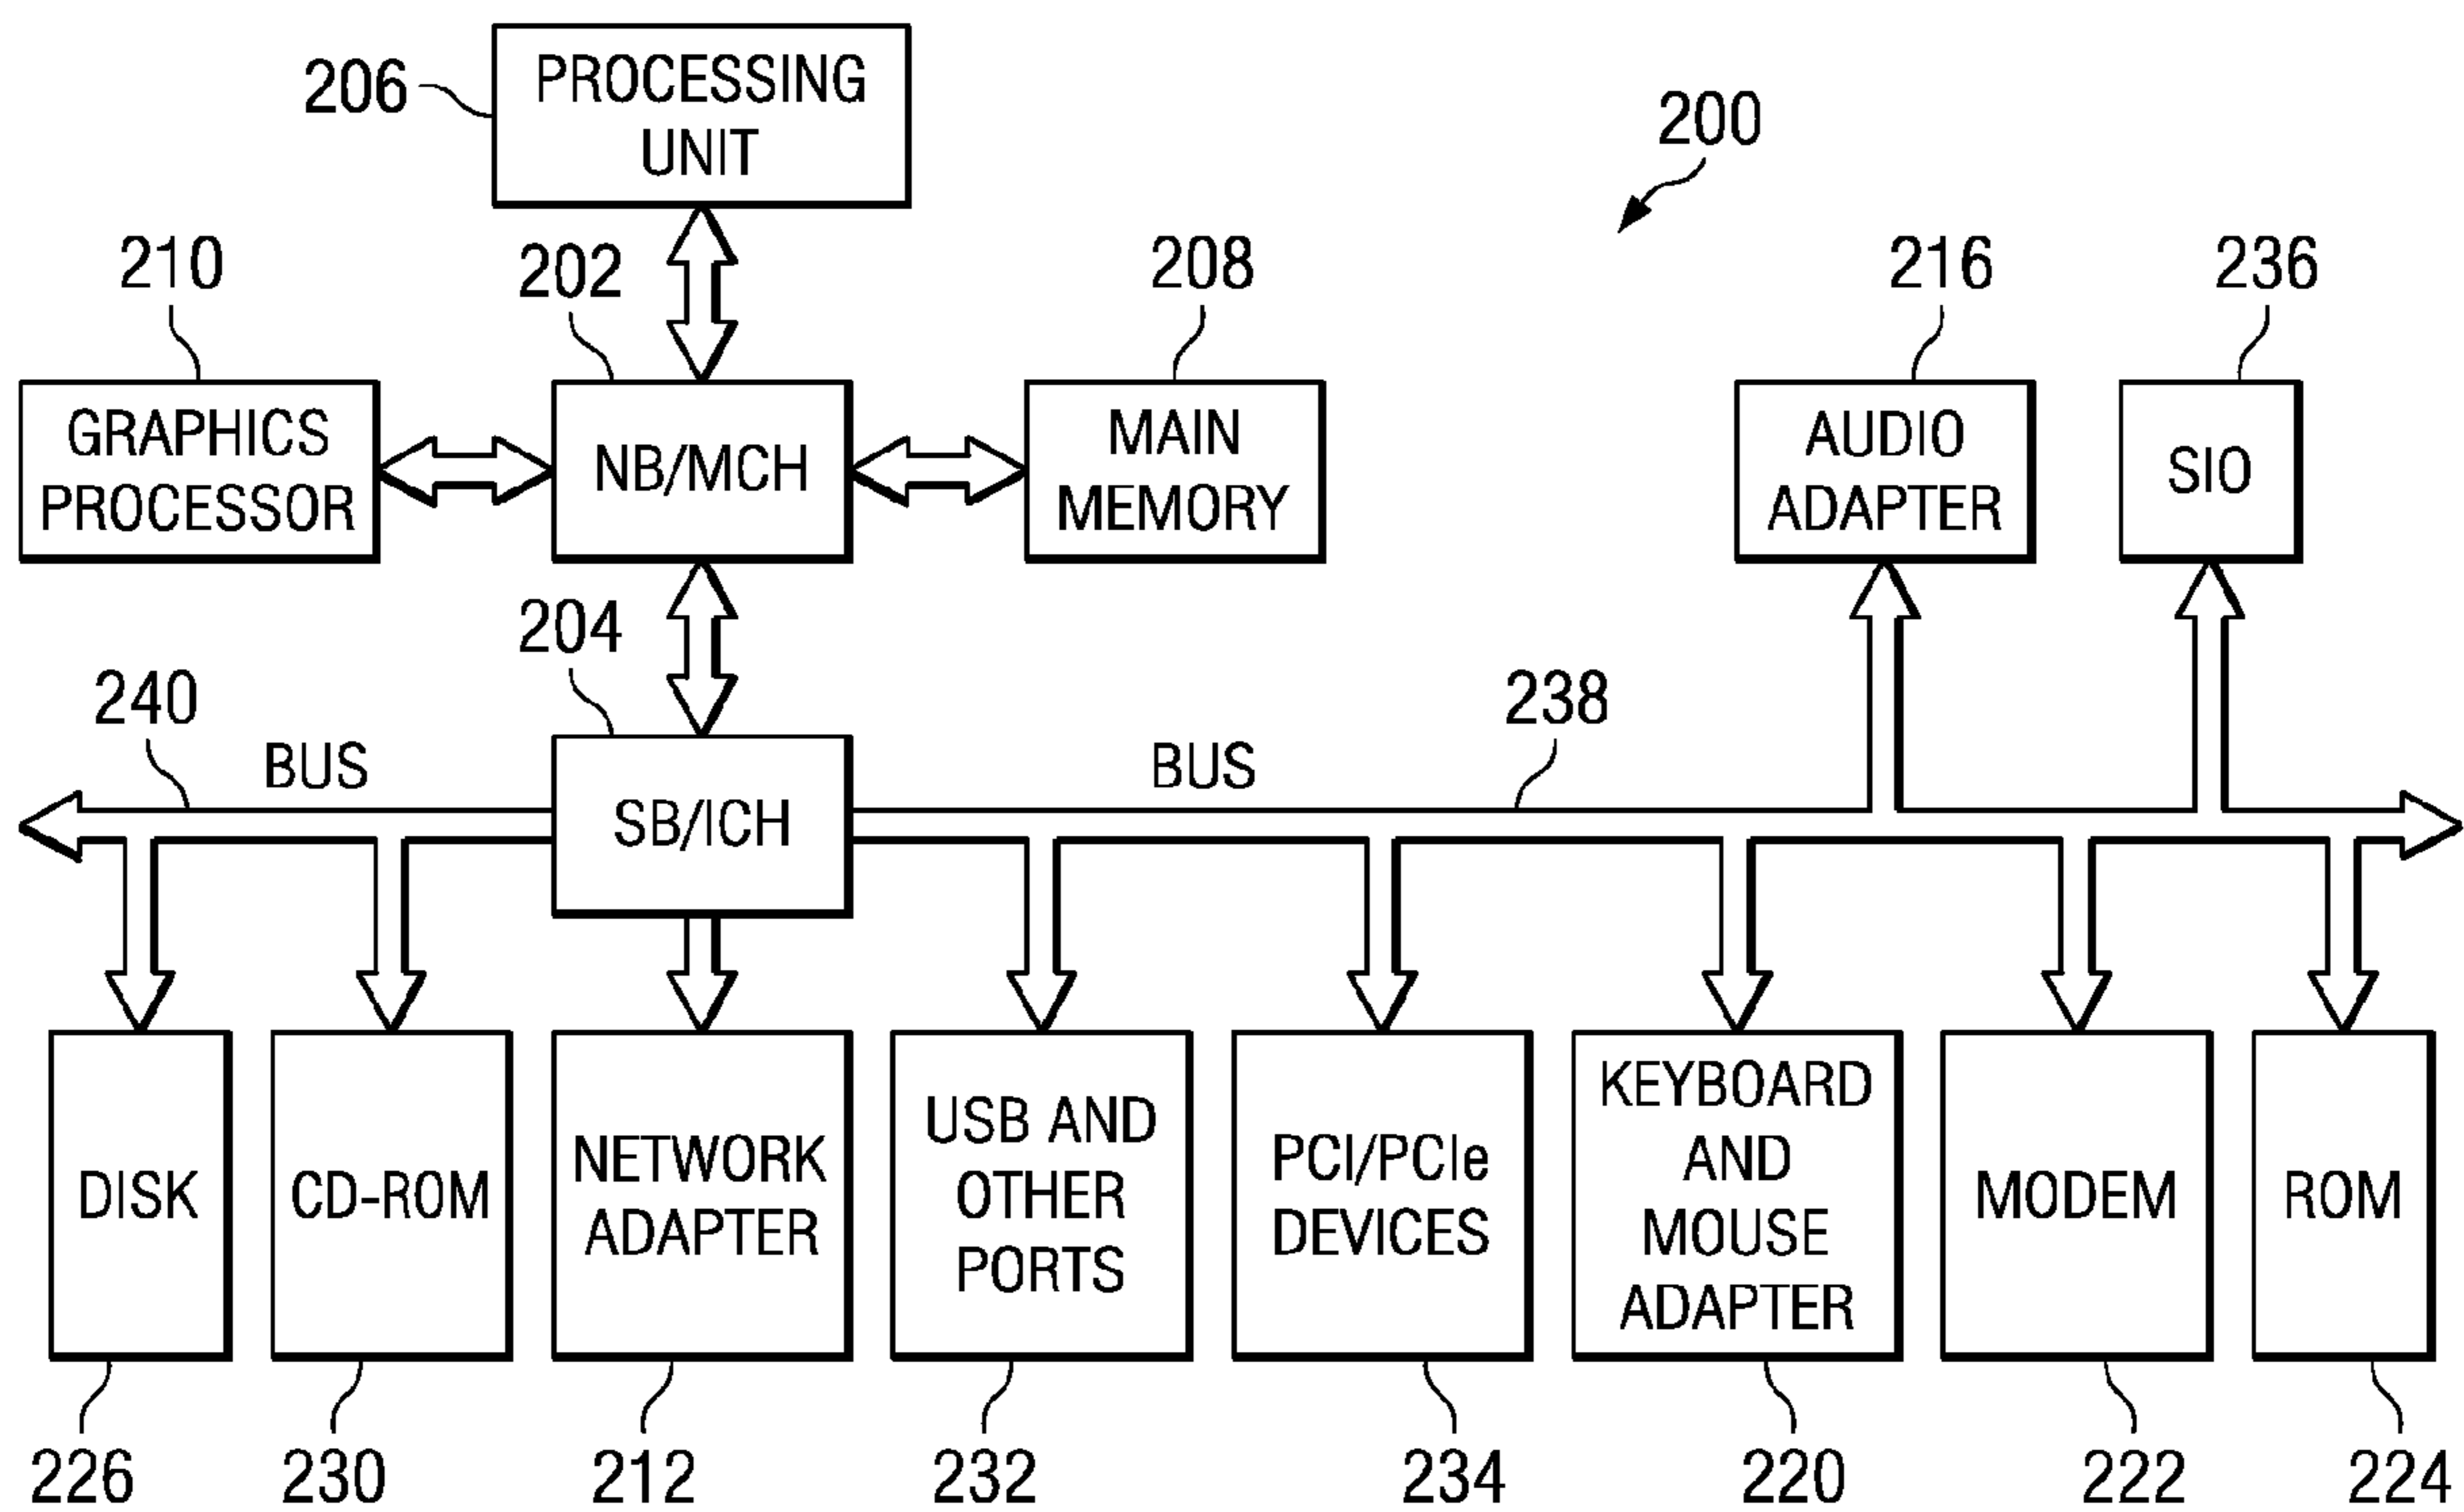 206
PROCESSING
UNIT
200
210
202
208
216
236
GRAPHICS
PROCESSOR
NB/MCH
MAIN
MEMORY
AUDIO
ADAPTER
SIO
204
240
BUS
SB/ICH
BUS
238
DISK
CD-ROM
NETWORK
ADAPTER
USB AND
OTHER
PORTS
PCI/PCIe
DEVICES
KEYBOARD
AND
MOUSE
ADAPTER
MODEM
ROM
226
230
212
232
234
220
222
224